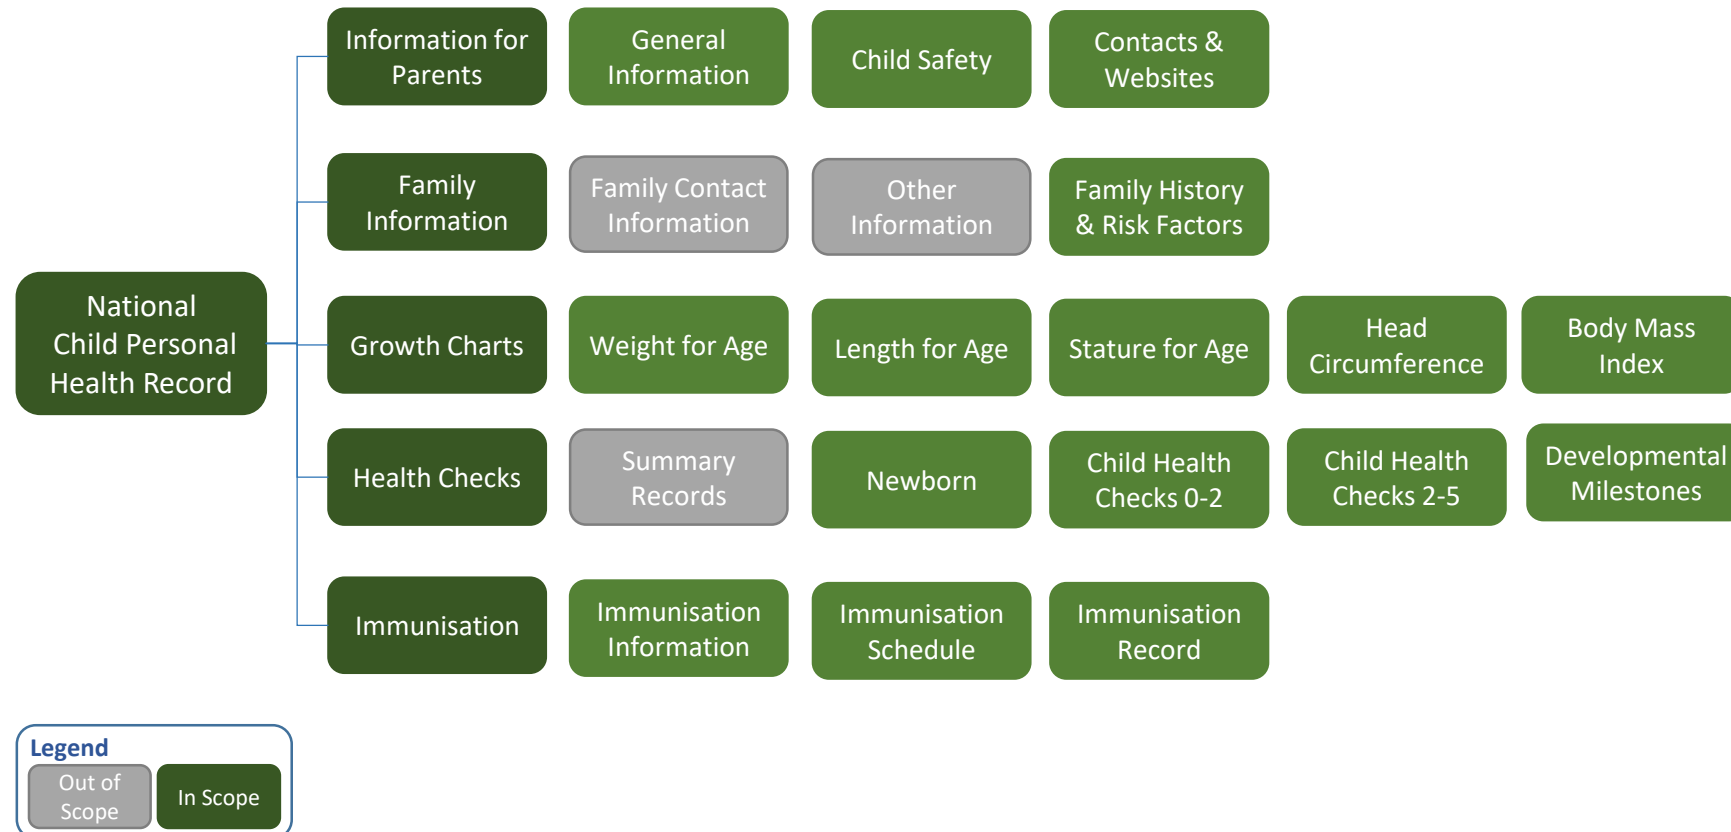 Information for
Parents
General
Information
Child Safety
Contacts &
Websites
Family
Information
Family Contact
Information
Other
Information
Family History
& Risk Factors
National
Child Personal
Health Record
Growth Charts
Weight for Age
Length for Age
Stature for Age
Head
Circumference
Body Mass
Index
Health Checks
Summary
Records
Newborn
Child Health
Checks 0-2
Child Health
Checks 2-5
Developmental
Milestones
Immunisation
Immunisation
Information
Immunisation
Schedule
Immunisation
Record
Legend
Out of
Scope
In Scope